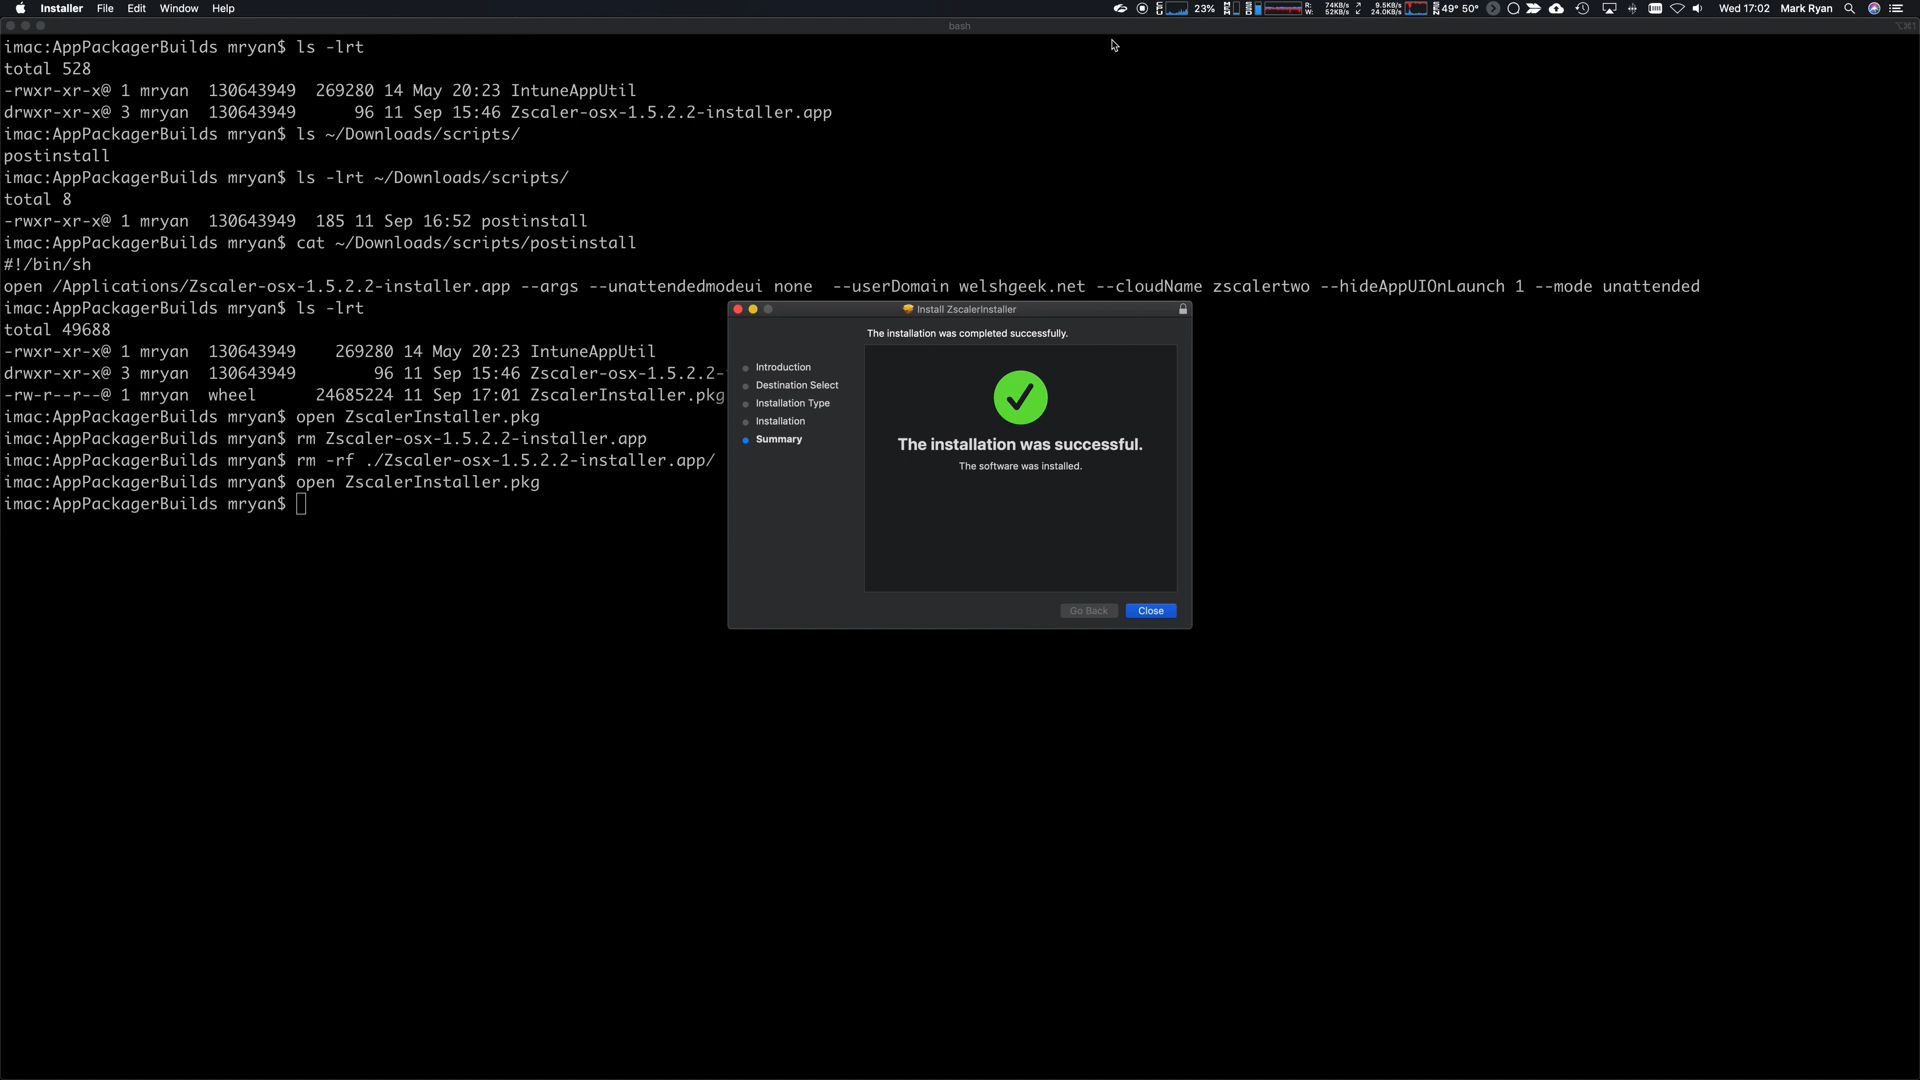 Installer File Edit Window Help
23% R: 74KB/s W: 52KB/s 9.5KB/s 24.0KB/s 49° 50° Wed 17:02 Mark Ryan
bash
imac:AppPackagerBuilds mryan$ ls -lrt
total 528
-rwxr-xr-x@ 1 mryan 130643949 269280 14 May 20:23 IntuneAppUtil
drwxr-xr-x@ 3 mryan 130643949 96 11 Sep 15:46 Zscaler-osx-1.5.2.2-installer.app
imac:AppPackagerBuilds mryan$ ls ~/Downloads/scripts/
postinstall
imac:AppPackagerBuilds mryan$ ls -lrt ~/Downloads/scripts/
total 8
-rwxr-xr-x@ 1 mryan 130643949 185 11 Sep 16:52 postinstall
imac:AppPackagerBuilds mryan$ cat ~/Downloads/scripts/postinstall
#!/bin/sh
open /Applications/Zscaler-osx-1.5.2.2-installer.app --args --unattendedmodeui none --userDomain welshgeek.net --cloudName zscalertwo --hideAppUIOnLaunch 1 --mode unattended
imac:AppPackagerBuilds mryan$ ls -lrt
total 49688
-rwxr-xr-x@ 1 mryan 130643949 269280 14 May 20:23 IntuneAppUtil
drwxr-xr-x@ 3 mryan 130643949 96 11 Sep 15:46 Zscaler-osx-1.5.2.2-
-rw-r--r--@ 1 mryan wheel 24685224 11 Sep 17:01 ZscalerInstaller.pkg
imac:AppPackagerBuilds mryan$ open ZscalerInstaller.pkg
imac:AppPackagerBuilds mryan$ rm Zscaler-osx-1.5.2.2-installer.app
imac:AppPackagerBuilds mryan$ rm -rf ./Zscaler-osx-1.5.2.2-installer.app/
imac:AppPackagerBuilds mryan$ open ZscalerInstaller.pkg
imac:AppPackagerBuilds mryan$
Install ZscalerInstaller
The installation was completed successfully.
Introduction
Destination Select
Installation Type
Installation
Summary
The installation was successful.
The software was installed.
Go Back
Close